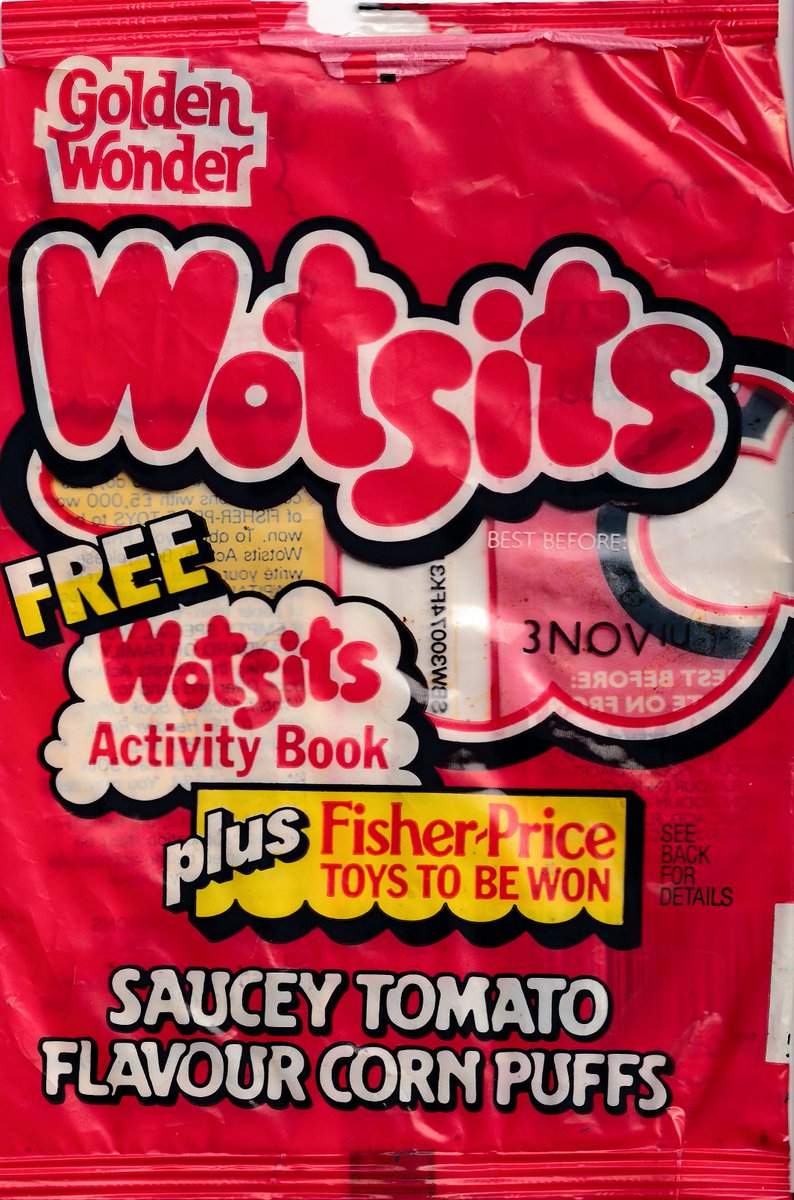 Golden
Wonder
Wotsits
FREE
Wotsits
Activity Book
BEST BEFORE:
3NOV
plus Fisher-Price
TOYS TO BE WON
SEE
BACK
FOR
DETAILS
SAUCEY TOMATO
FLAVOUR CORN PUFFS